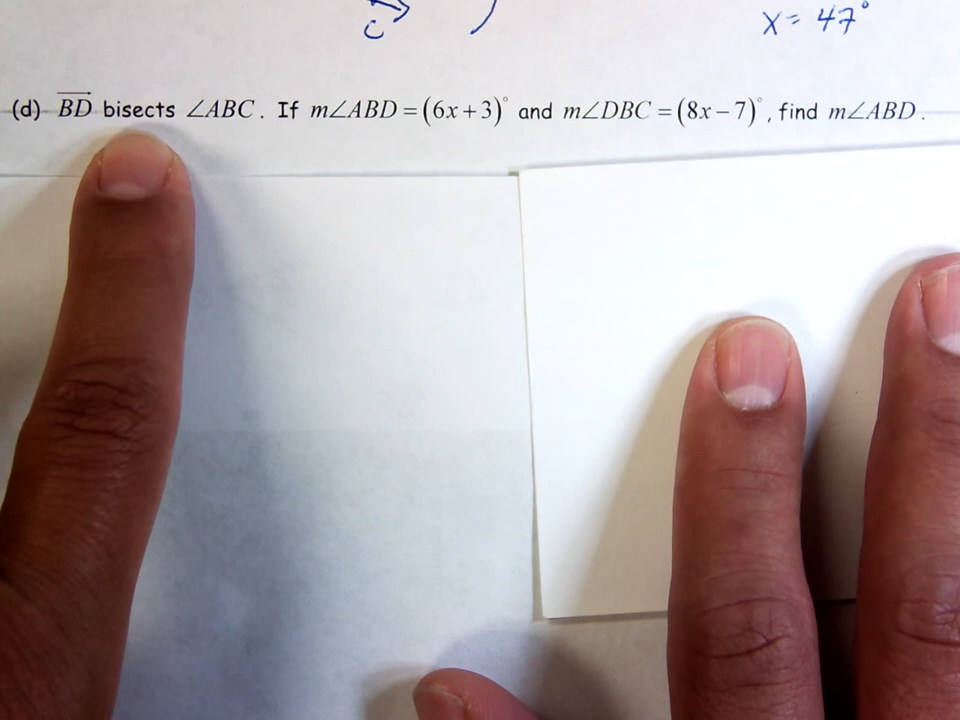 C
x = 47°
(d) BD bisects ∠ABC. If m∠ABD = (6x+3)° and m∠DBC = (8x−7)°, find m∠ABD.